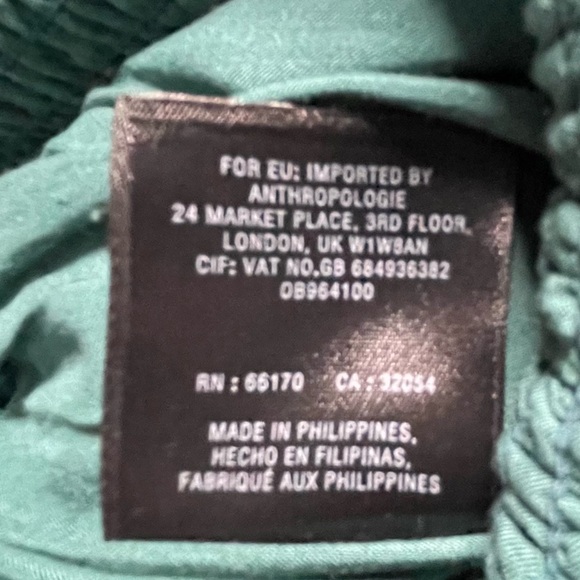 FOR EU: IMPORTED BY
ANTHROPOLOGIE
24 MARKET PLACE, 3RD FLOOR,
LONDON, UK W1W8AN
CIF: VAT NO.GB 684936382
OB964100
RN : 66170 CA : 32054
MADE IN PHILIPPINES,
HECHO EN FILIPINAS,
FABRIQUÉ AUX PHILIPPINES